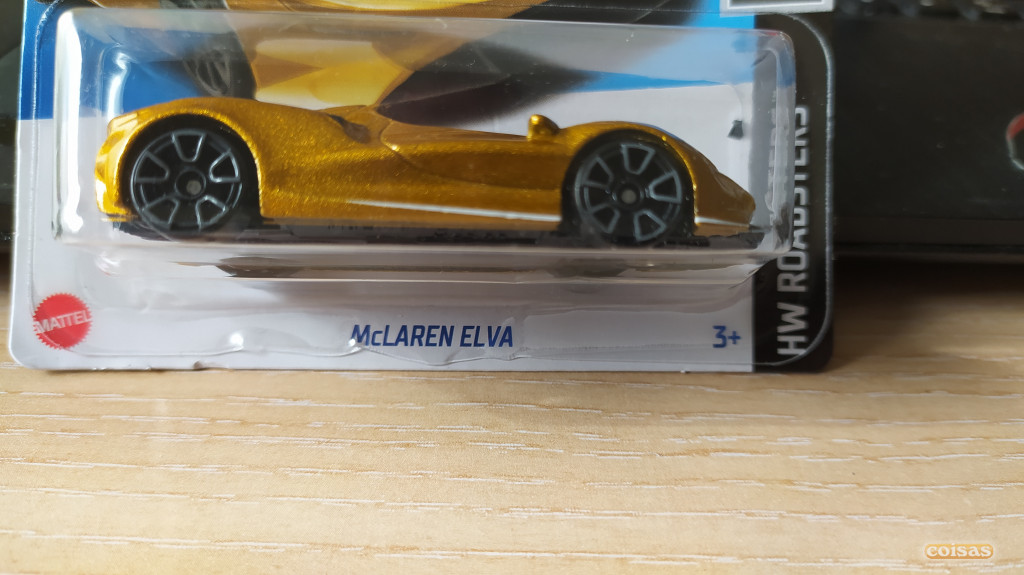 HW ROADSTERS
MATTEL
McLAREN ELVA
3+
coisas